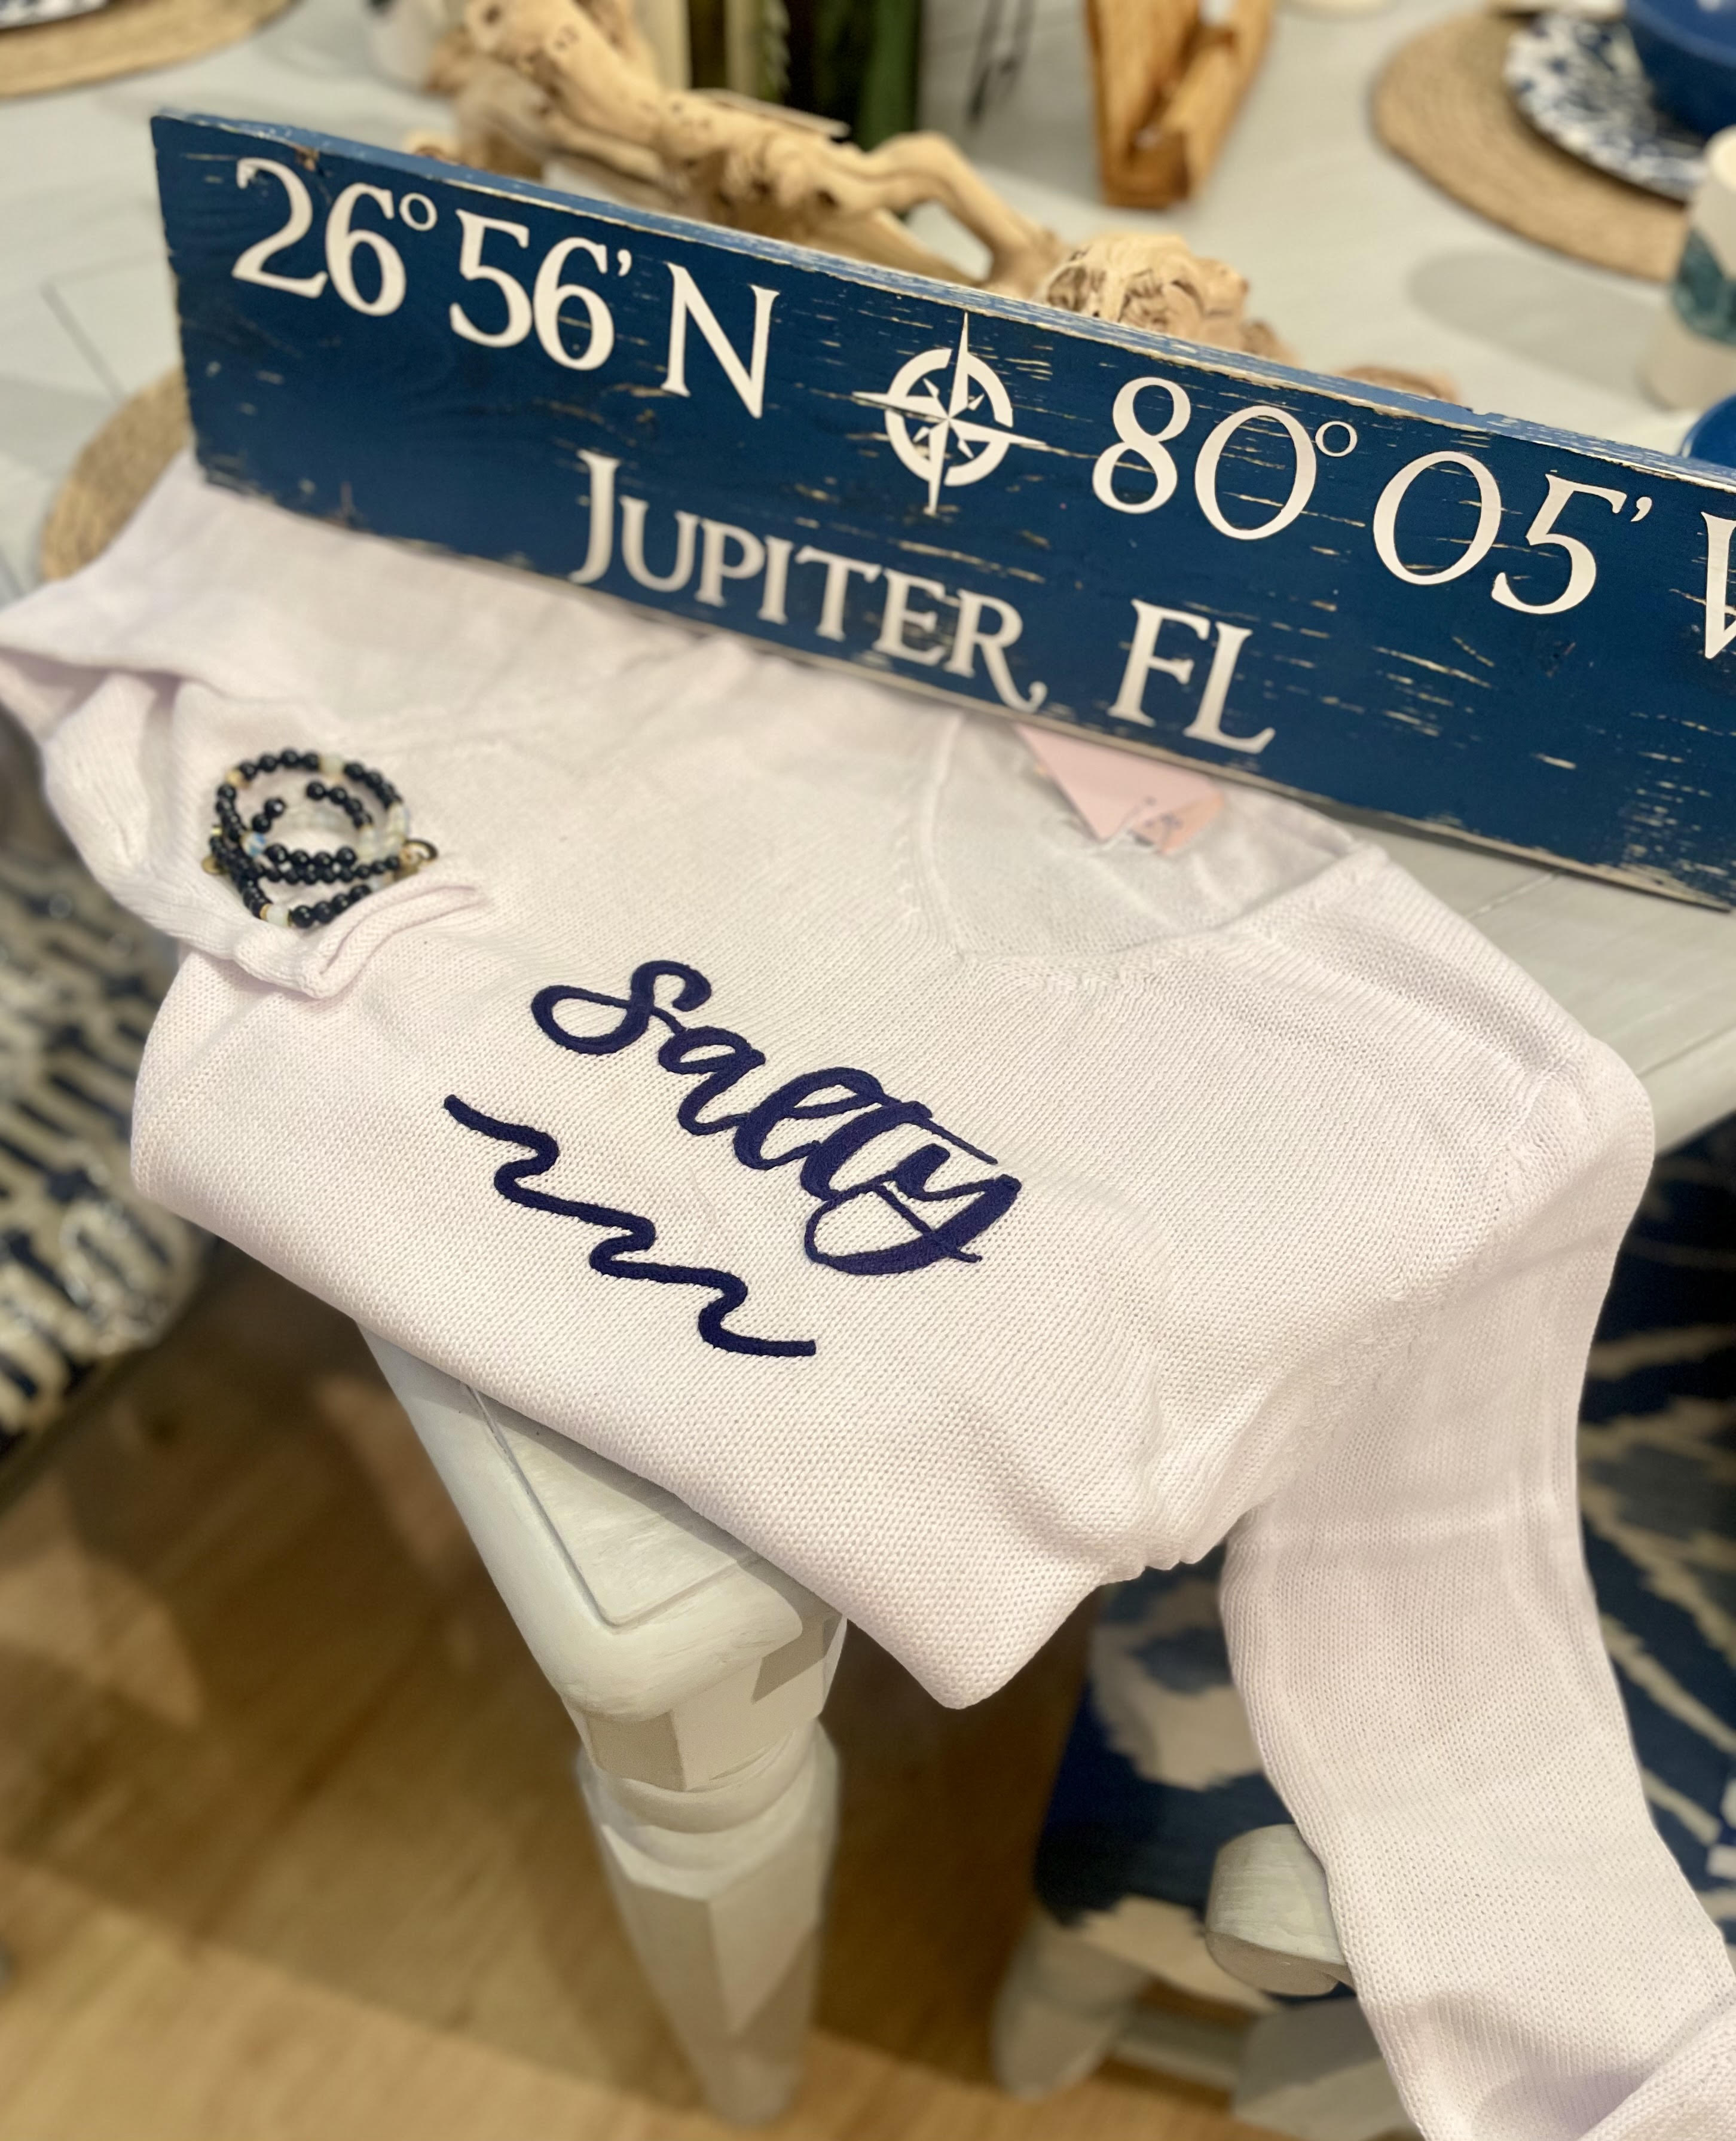 26°56' N 80°05' W
JUPITER, FL
salty